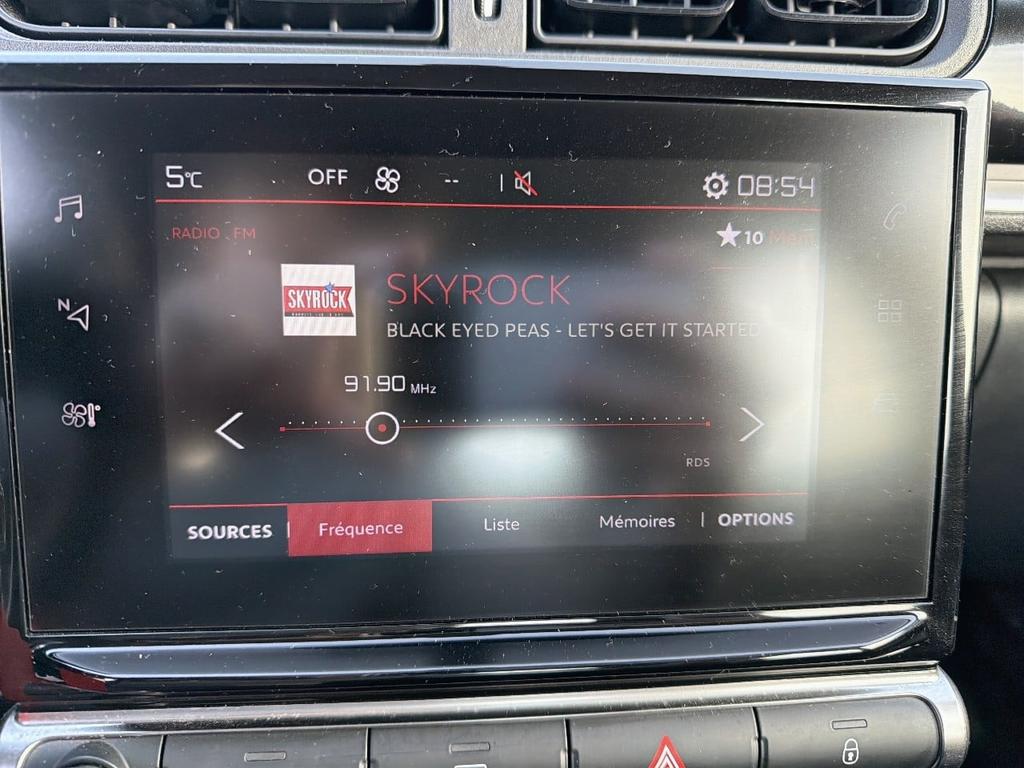 5°C OFF -- | 08:54
RADIO FM
★10 Mem
SKYROCK
SKYROCK
BLACK EYED PEAS - LET'S GET IT STARTED
91.90 MHz
N
RDS
SOURCES | Fréquence Liste Mémoires | OPTIONS